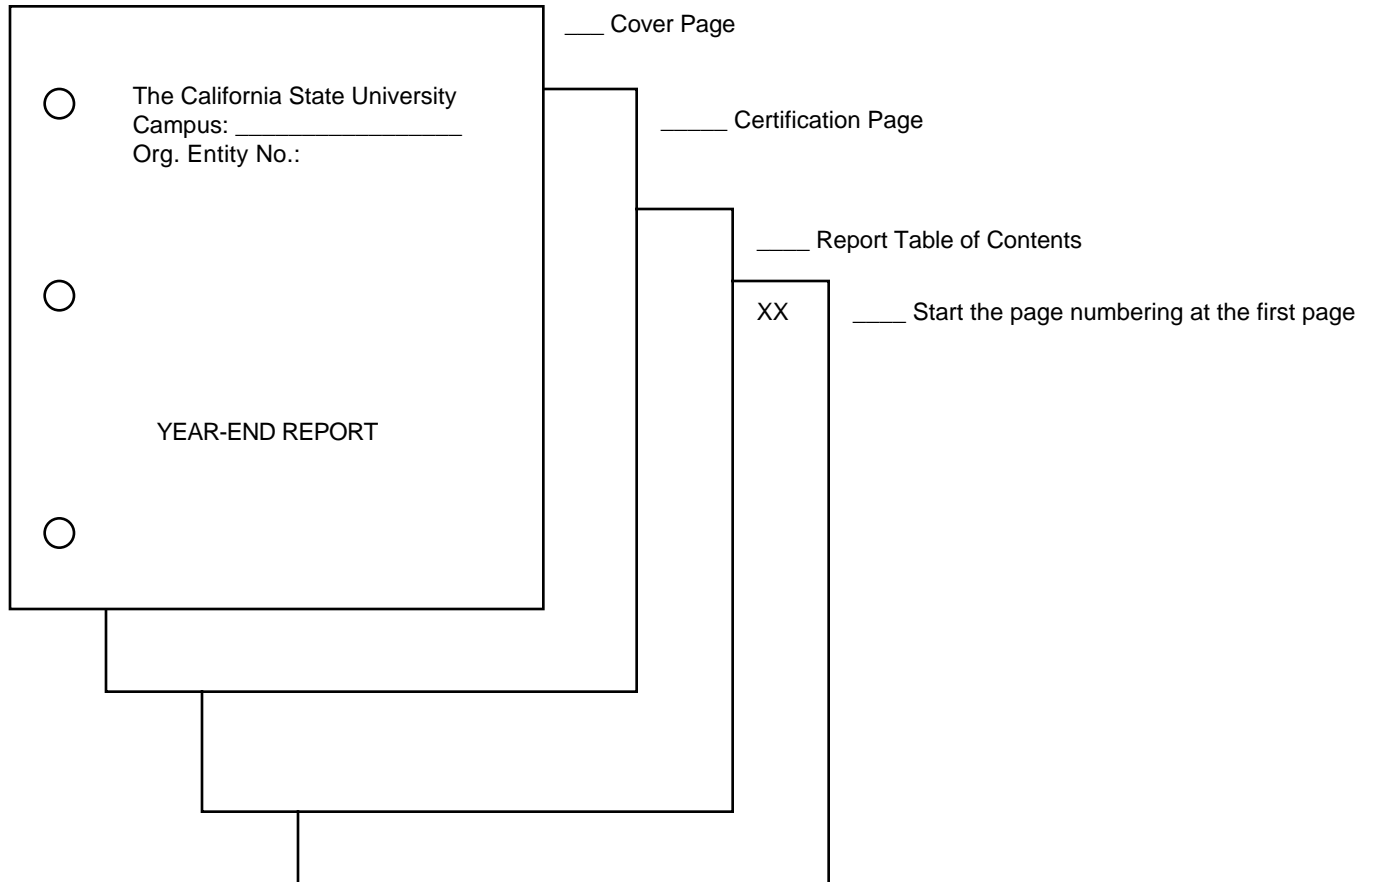 ___ Cover Page
The California State University
Campus: _________________
Org. Entity No.:
_____ Certification Page
____ Report Table of Contents
XX
____ Start the page numbering at the first page
YEAR-END REPORT